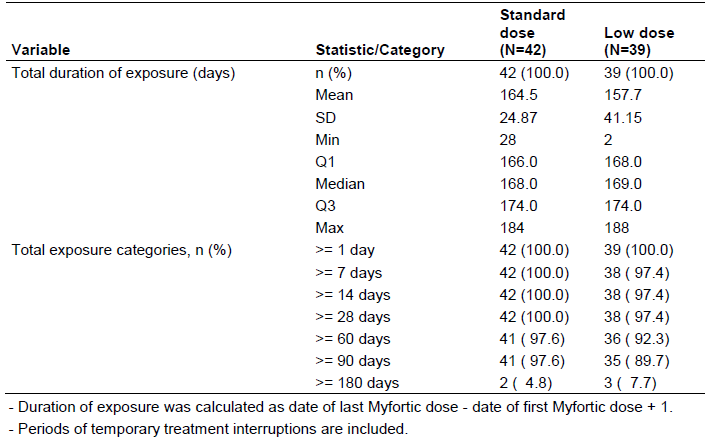 Variable Statistic/Category Standard dose (N=42) Low dose (N=39)
Total duration of exposure (days) n (%) 42 (100.0) 39 (100.0)
Mean 164.5 157.7
SD 24.87 41.15
Min 28 2
Q1 166.0 168.0
Median 168.0 169.0
Q3 174.0 174.0
Max 184 188
Total exposure categories, n (%) >= 1 day 42 (100.0) 39 (100.0)
>= 7 days 42 (100.0) 38 ( 97.4)
>= 14 days 42 (100.0) 38 ( 97.4)
>= 28 days 42 (100.0) 38 ( 97.4)
>= 60 days 41 ( 97.6) 36 ( 92.3)
>= 90 days 41 ( 97.6) 35 ( 89.7)
>= 180 days 2 ( 4.8) 3 ( 7.7)
- Duration of exposure was calculated as date of last Myfortic dose - date of first Myfortic dose + 1.
- Periods of temporary treatment interruptions are included.